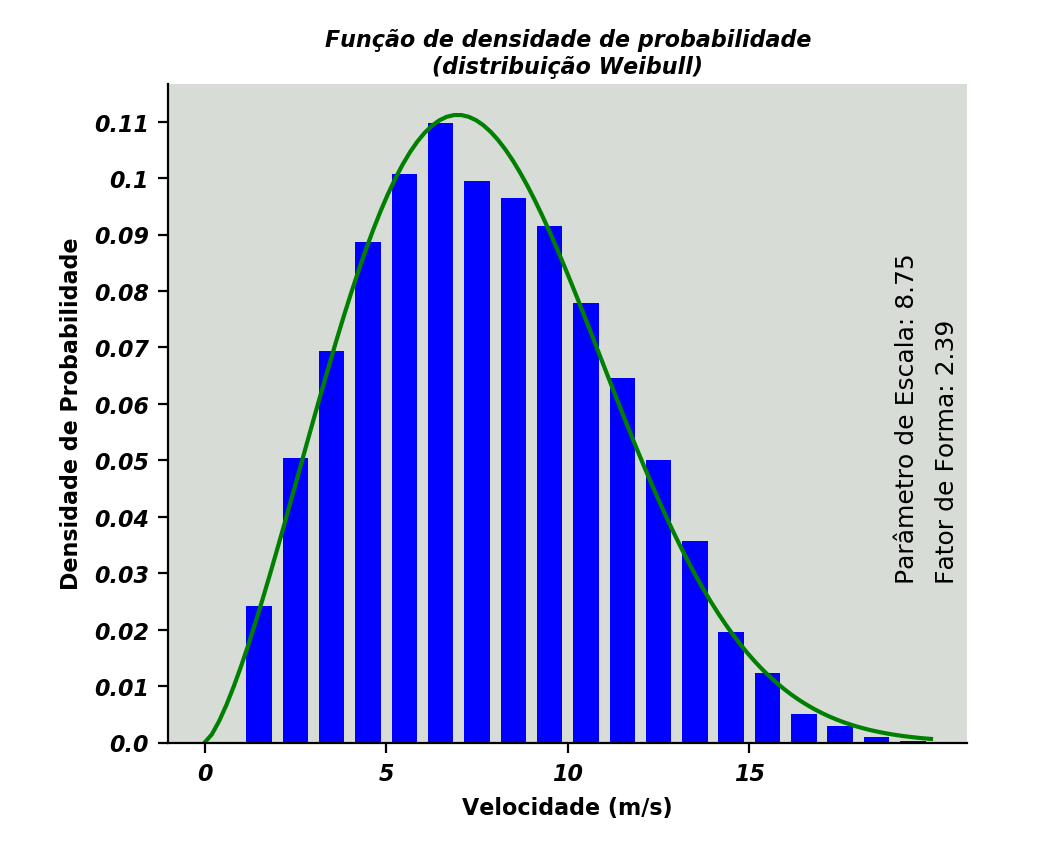 Função de densidade de probabilidade
(distribuição Weibull)
Densidade de Probabilidade
0.11
0.1
0.09
0.08
0.07
0.06
0.05
0.04
0.03
0.02
0.01
0.0
0
5
10
15
Velocidade (m/s)
Parâmetro de Escala: 8.75
Fator de Forma: 2.39